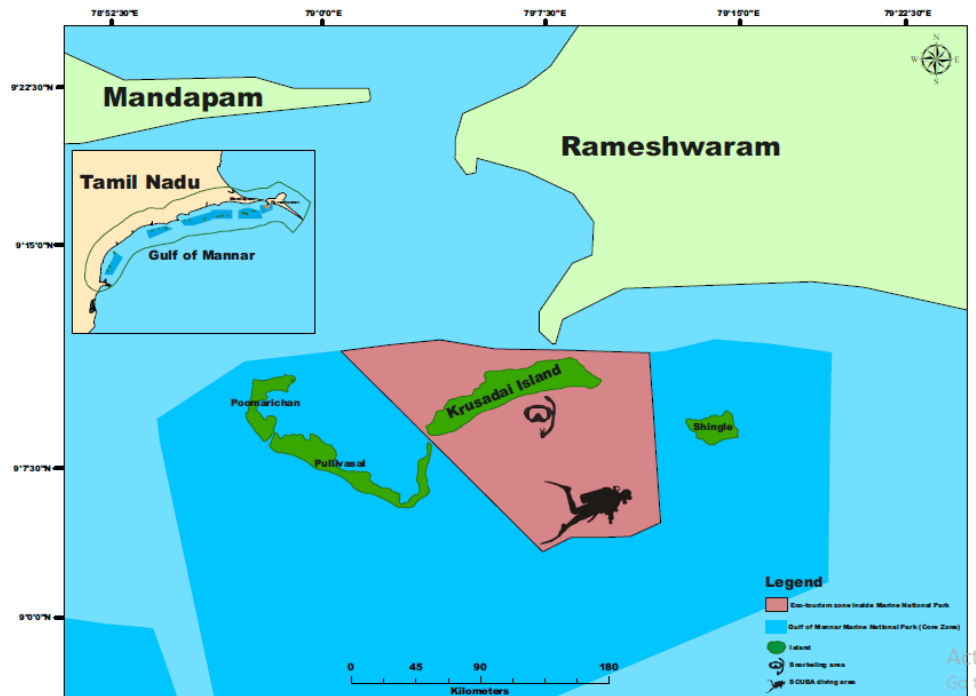 78°52'30"E 79°0'0"E 79°7'30"E 79°15'0"E 79°22'30"E
N
W E
S
9°22'30"N
Mandapam
Rameshwaram
Tamil Nadu
9°15'0"N
Gulf of Mannar
Krusadai Island
Poomarichan
Shingle
Pullivasal
9°7'30"N
Legend
Eco-tourism zone inside Marine National Park
9°0'0"N
Gulf of Mannar Marine National Park (Core Zone)
Island
Snorkeling area
SCUBA diving area
0 45 90 180
Kilometers
Act
Go t